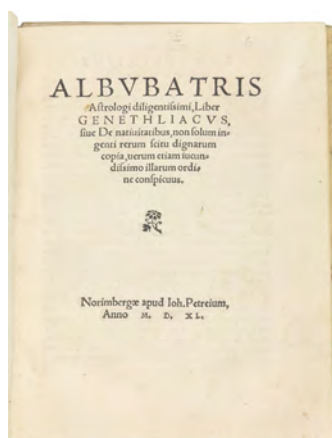 ALBVBATRIS
Astrologi diligentissimi, Liber
GENETHLIACVS,
siue De natiuitatibus, non solum in-
genti rerum scitu dignarum
copia, uerum etiam iucun-
dissimo illarum ordi-
ne conspicuus.
Norimbergæ apud Ioh. Petreium,
Anno M. D. XL.